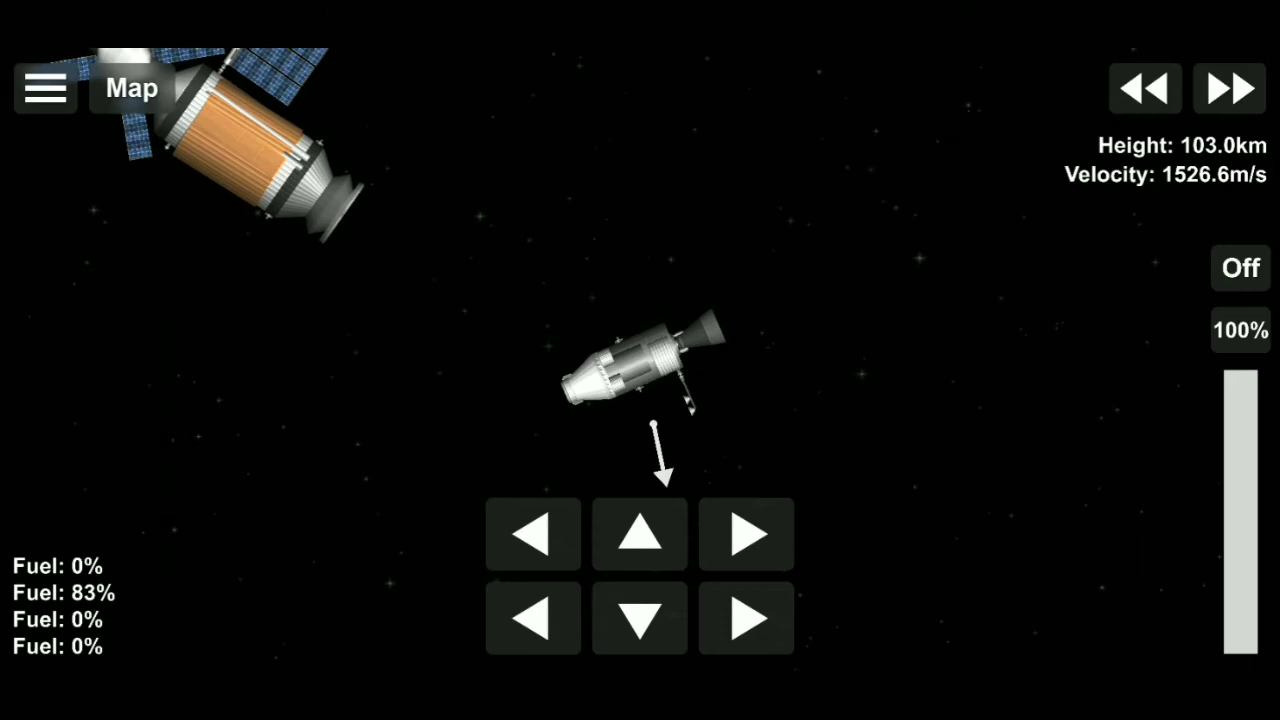 Map
Height: 103.0km
Velocity: 1526.6m/s
Off
100%
Fuel: 0%
Fuel: 83%
Fuel: 0%
Fuel: 0%